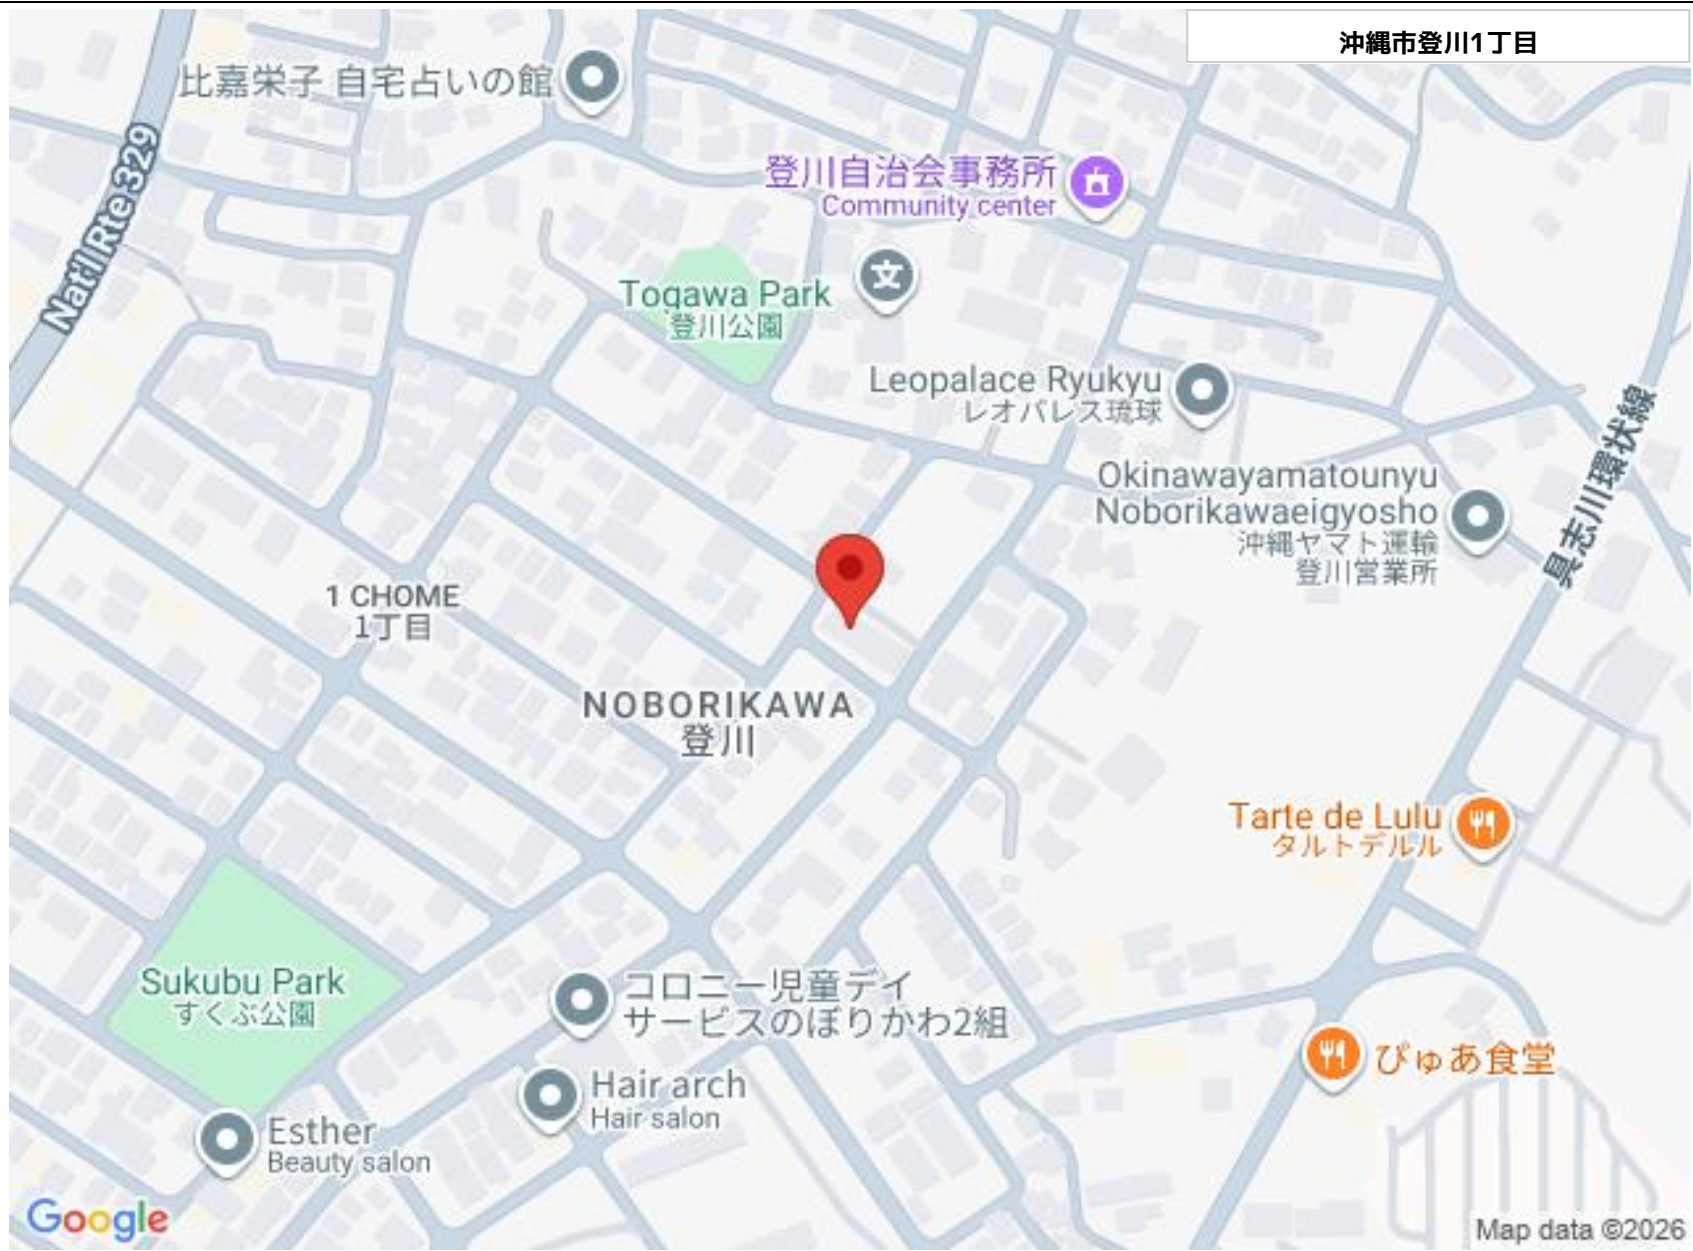 沖縄市登川1丁目
比嘉栄子 自宅占いの館
Nat'l Rte 329
登川自治会事務所
Community center
Togawa Park
登川公園
文
Leopalace Ryukyu
レオパレス琉球
Okinawayamatounyu
Noborikawaeigyosho
沖縄ヤマト運輸
登川営業所
具志川環状線
1 CHOME
1丁目
NOBORIKAWA
登川
Tarte de Lulu
タルトデルル
Sukubu Park
すくぶ公園
コロニー児童デイ
サービスのぼりかわ2組
ぴゅあ食堂
Hair arch
Hair salon
Esther
Beauty salon
Google
Map data ©2026